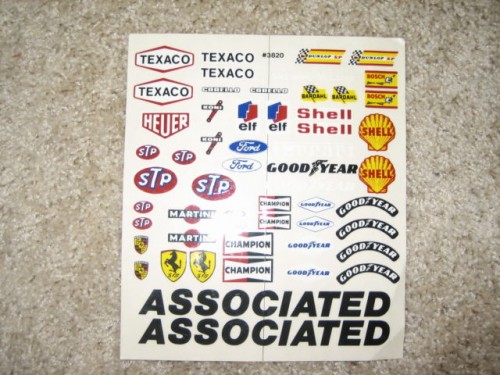 TEXACO
TEXACO
TEXACO
TEXACO
#3820
DUNLOP SP
DUNLOP SP
CARELLO
CARELLO
BARDAHL
BARDAHL
BOSCH
BOSCH
HEUER
KONI
KONI
elf
elf
Shell
Shell
SHELL
SHELL
STP
STP
STP
STP
STP
STP
Ford
Ford
GOODYEAR
MARTINI
MARTINI
CHAMPION
CHAMPION
CHAMPION
CHAMPION
GOODYEAR
GOODYEAR
GOODYEAR
GOODYEAR
GOODYEAR
GOODYEAR
GOODYEAR
GOODYEAR
ASSOCIATED
ASSOCIATED